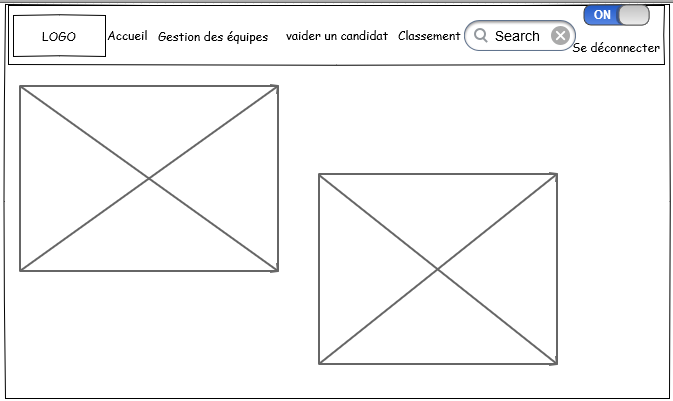 LOGO
Accueil
Gestion des équipes
vaider un candidat
Classement
Search
ON
Se déconnecter